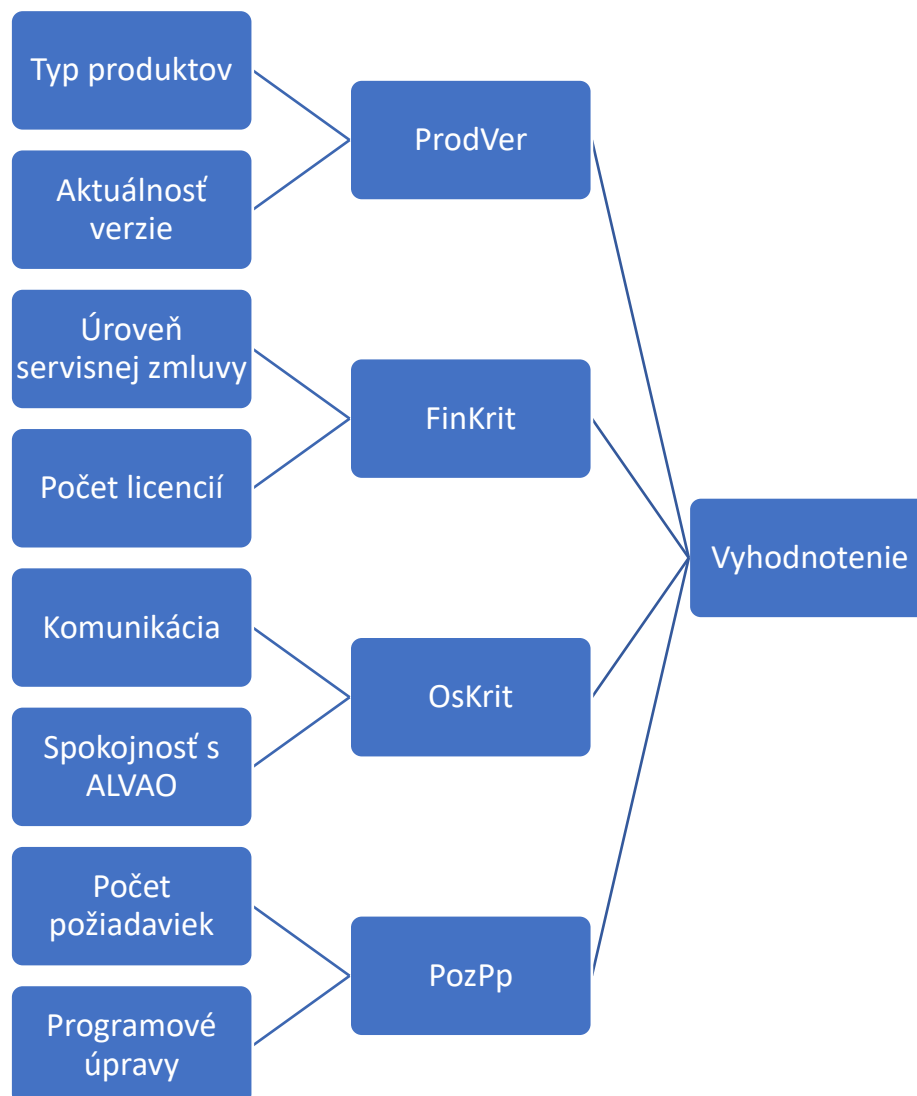 Typ produktov
Aktuálnosť
verzie
ProdVer
Úroveň
servisnej zmluvy
Počet licencií
FinKrit
Komunikácia
Spokojnosť s
ALVAO
OsKrit
Počet
požiadaviek
Programové
úpravy
PozPp
Vyhodnotenie